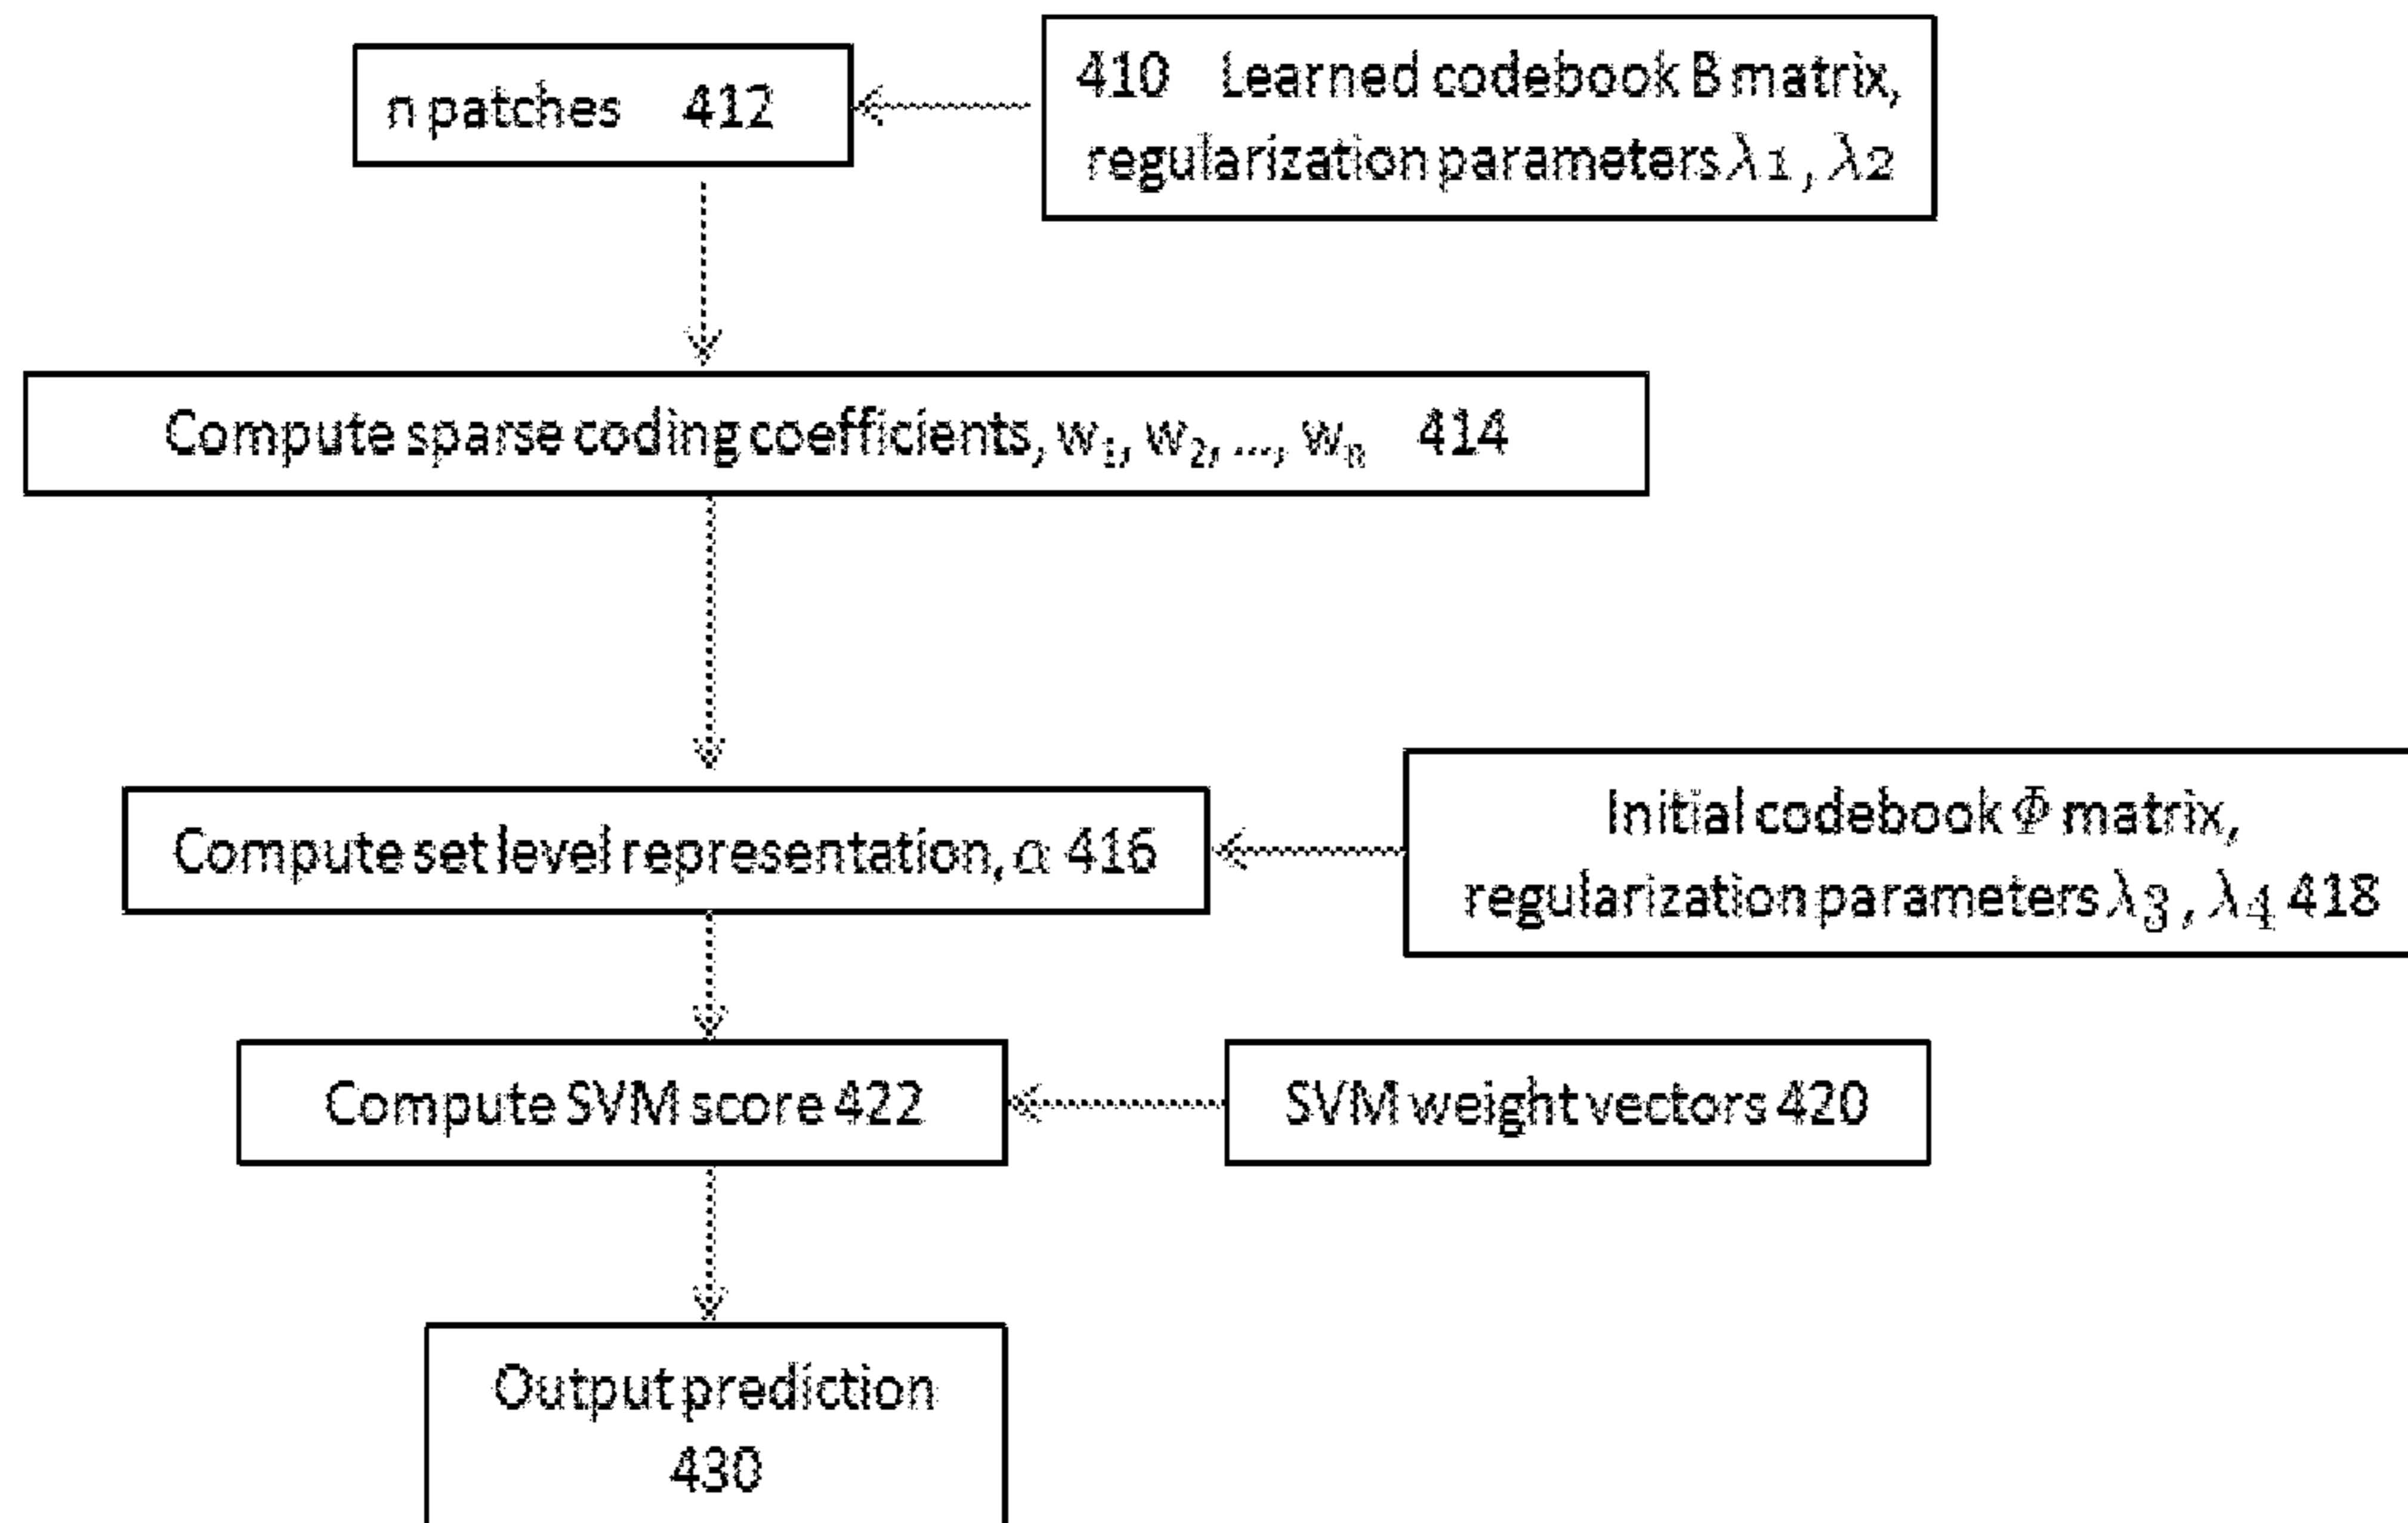 n patches 412
410 Learned codebook B matrix,
regularization parameters λ1, λ2
Compute sparse coding coefficients, w₁, w₂, ..., wₙ 414
Compute set level representation, α 416
Initial codebook Φ matrix,
regularization parameters λ3, λ4 418
Compute SVM score 422
SVM weight vectors 420
Output prediction
430